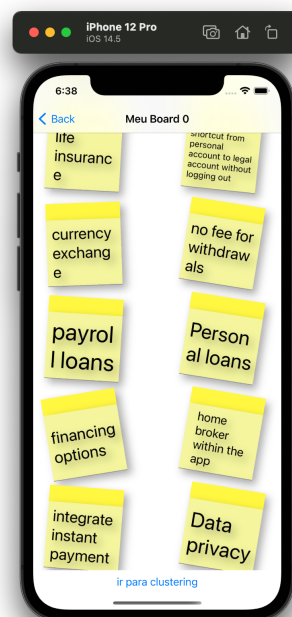 iPhone 12 Pro
iOS 14.5
6:38
Back
Meu Board 0
life
insuranc
e
shortcut from
personal
account to legal
account without
logging out
currency
exchang
e
no fee for
withdraw
als
payrol
l loans
Person
al loans
financing
options
home
broker
within the
app
integrate
instant
payment
Data
privacy
ir para clustering